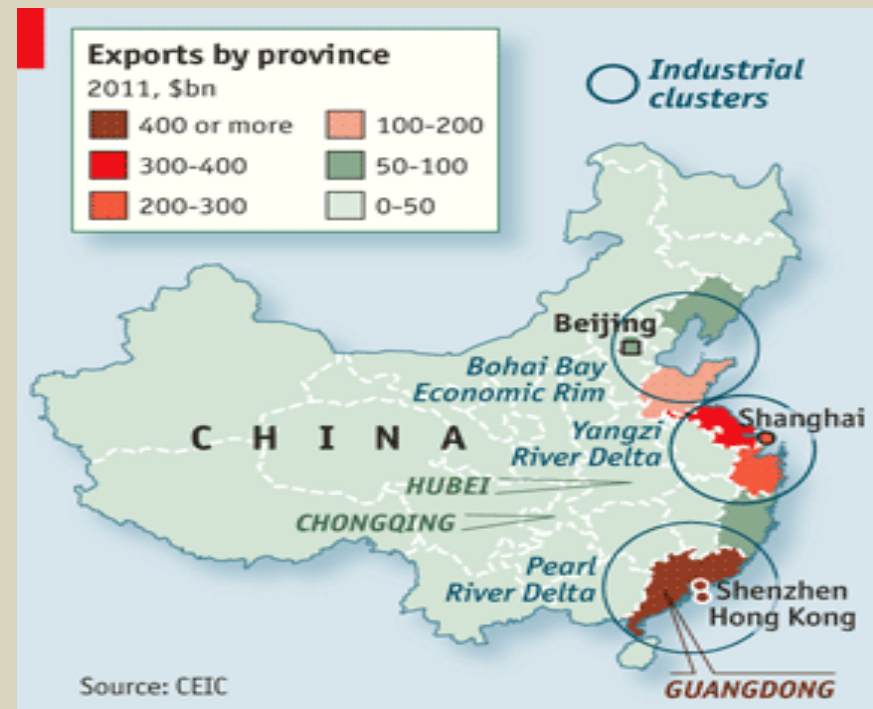 Exports by province
2011, $bn
400 or more
100-200
300-400
50-100
200-300
0-50
Industrial
clusters
Beijing
Bohai Bay
Economic Rim
Shanghai
Yangzi
River Delta
CHINA
HUBEI
CHONGQING
Pearl
River Delta
Shenzhen
Hong Kong
GUANGDONG
Source: CEIC